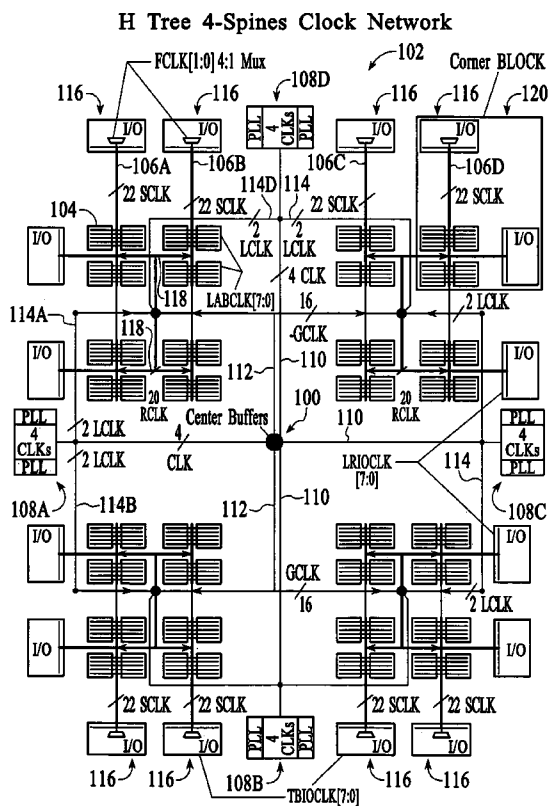 H Tree 4-Spines Clock Network
FCLK[1:0] 4:1 Mux
108D
102
Corner BLOCK
116
116
116
116
120
I/O
I/O
PLL
4
CLKs
PLL
I/O
I/O
106A
106B
106C
106D
22 SCLK
22 SCLK
114D
114
22 SCLK
22 SCLK
104
2
LCLK
2
LCLK
I/O
I/O
4 CLK
118
LABCLK[7:0]
114A
16
GCLK
2 LCLK
118
I/O
I/O
112
110
20
RCLK
20
RCLK
Center Buffers
100
PLL
4
CLKs
PLL
2 LCLK
2 LCLK
4
CLK
110
LRIOCLK
[7:0]
PLL
4
CLKs
PLL
108A
114B
112
110
114
108C
I/O
I/O
GCLK
16
2 LCLK
I/O
I/O
22 SCLK
22 SCLK
22 SCLK
22 SCLK
I/O
I/O
PLL
4
CLKs
PLL
I/O
I/O
116
116
108B
116
116
TBIOCLK[7:0]